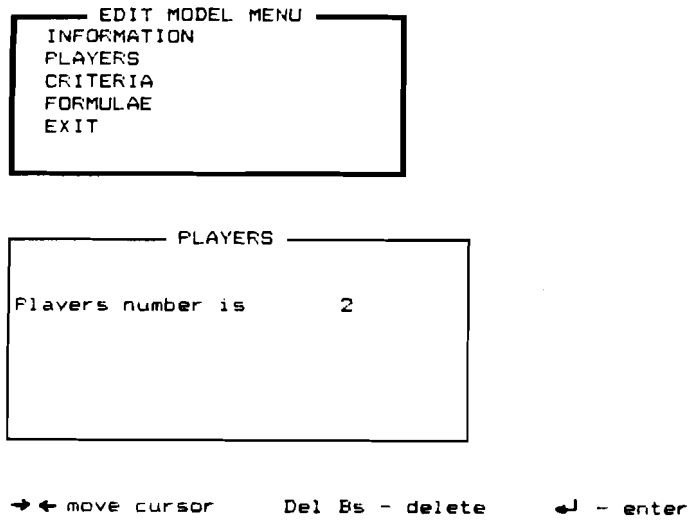 EDIT MODEL MENU
INFORMATION
PLAYERS
CRITERIA
FORMULAE
EXIT
PLAYERS
Players number is 2
→← move cursor Del Bs - delete ↵ - enter